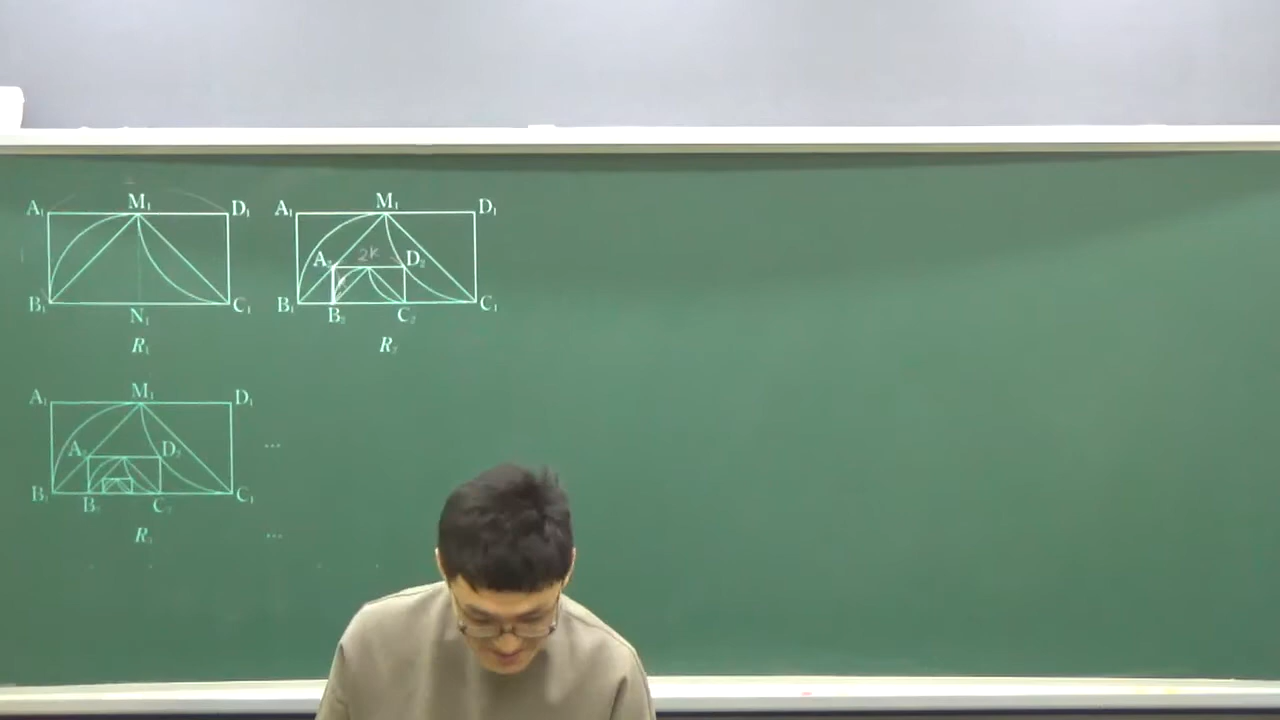 A₁ M₁ D₁
B₁ N₁ C₁
R₁
A₁ M₁ D₁
A₂ 2k D₂
B₁ B₂ C₂ C₁
R₂
A₁ M₁ D₁
A₂ D₂ ...
B₁ B₂ C₂ C₁
R₃ ...